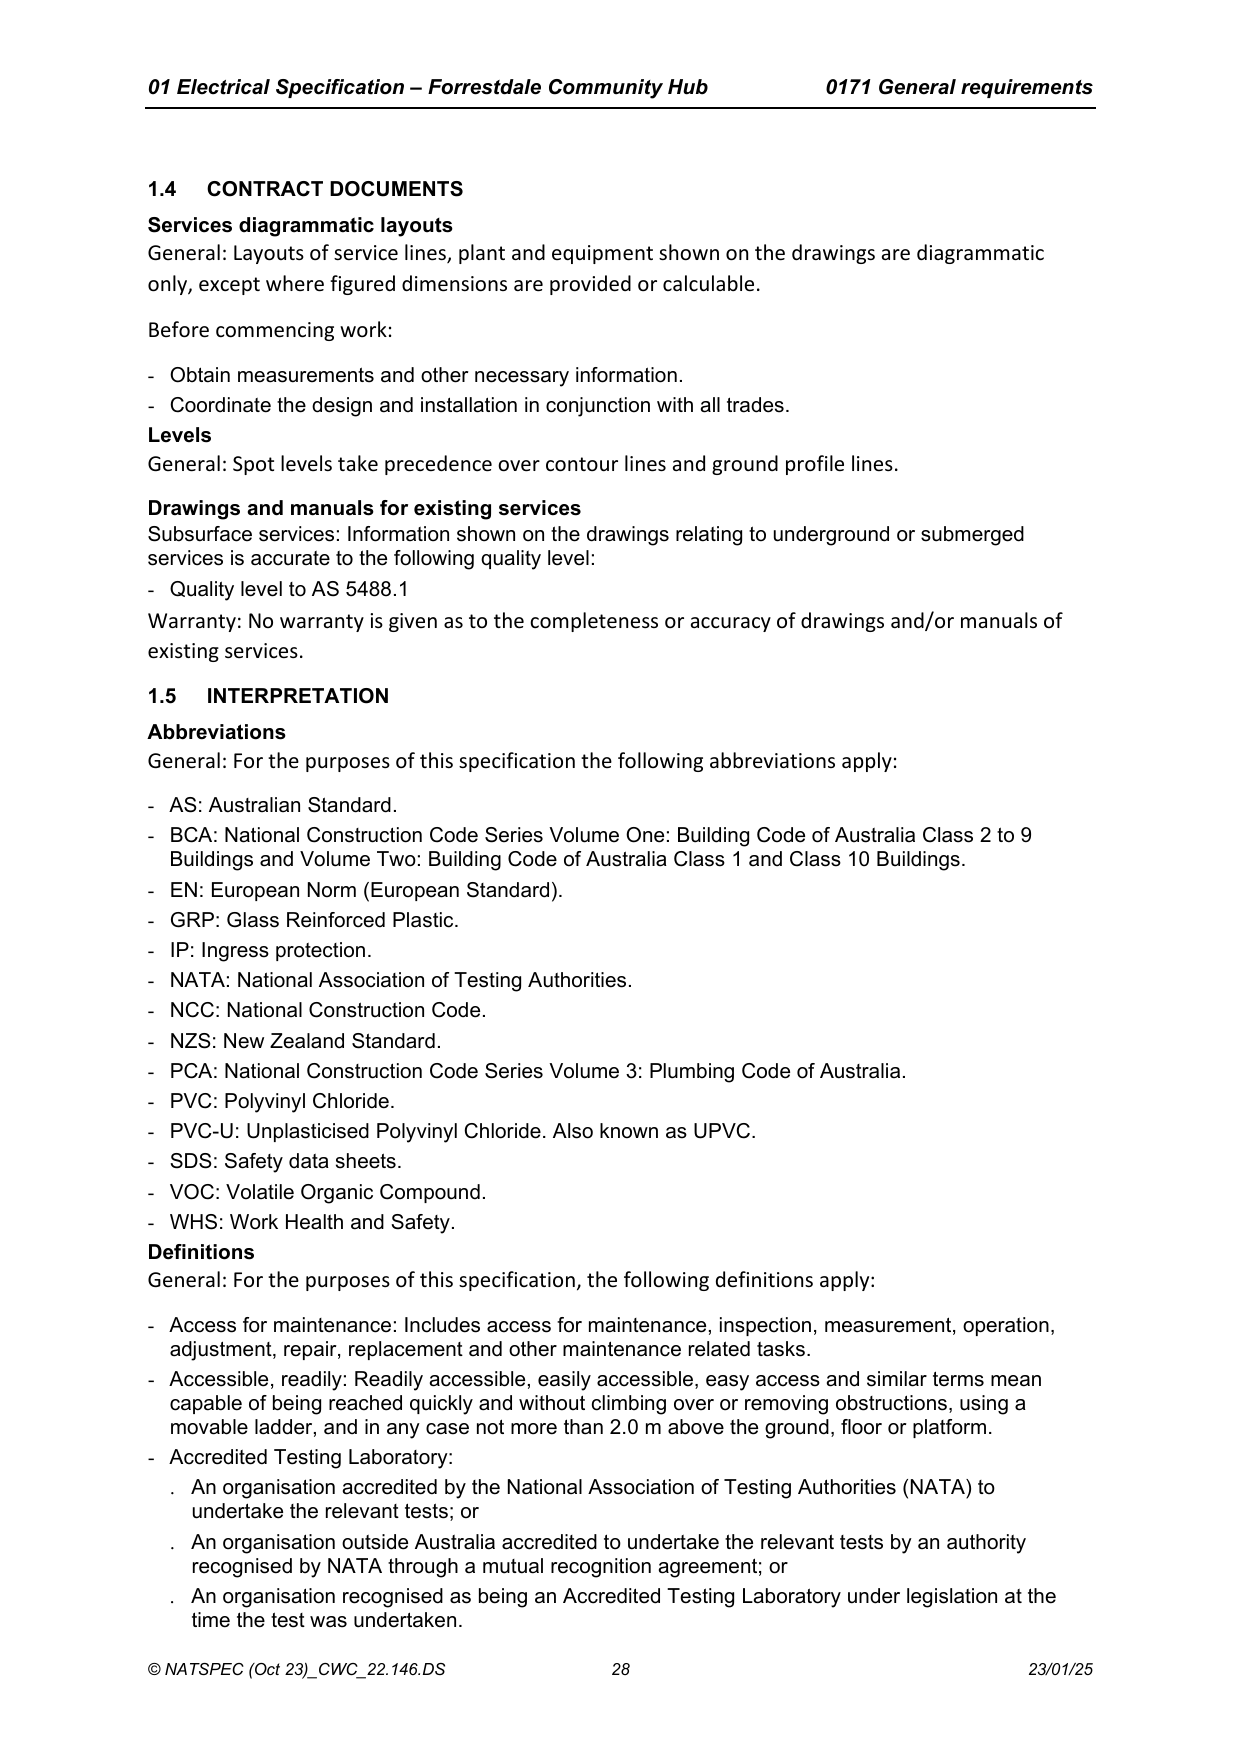 01 Electrical Specification – Forrestdale Community Hub 0171 General requirements
1.4 CONTRACT DOCUMENTS
Services diagrammatic layouts
General: Layouts of service lines, plant and equipment shown on the drawings are diagrammatic
only, except where figured dimensions are provided or calculable.
Before commencing work:
- Obtain measurements and other necessary information.
- Coordinate the design and installation in conjunction with all trades.
Levels
General: Spot levels take precedence over contour lines and ground profile lines.
Drawings and manuals for existing services
Subsurface services: Information shown on the drawings relating to underground or submerged
services is accurate to the following quality level:
- Quality level to AS 5488.1
Warranty: No warranty is given as to the completeness or accuracy of drawings and/or manuals of
existing services.
1.5 INTERPRETATION
Abbreviations
General: For the purposes of this specification the following abbreviations apply:
- AS: Australian Standard.
- BCA: National Construction Code Series Volume One: Building Code of Australia Class 2 to 9
Buildings and Volume Two: Building Code of Australia Class 1 and Class 10 Buildings.
- EN: European Norm (European Standard).
- GRP: Glass Reinforced Plastic.
- IP: Ingress protection.
- NATA: National Association of Testing Authorities.
- NCC: National Construction Code.
- NZS: New Zealand Standard.
- PCA: National Construction Code Series Volume 3: Plumbing Code of Australia.
- PVC: Polyvinyl Chloride.
- PVC-U: Unplasticised Polyvinyl Chloride. Also known as UPVC.
- SDS: Safety data sheets.
- VOC: Volatile Organic Compound.
- WHS: Work Health and Safety.
Definitions
General: For the purposes of this specification, the following definitions apply:
- Access for maintenance: Includes access for maintenance, inspection, measurement, operation,
adjustment, repair, replacement and other maintenance related tasks.
- Accessible, readily: Readily accessible, easily accessible, easy access and similar terms mean
capable of being reached quickly and without climbing over or removing obstructions, using a
movable ladder, and in any case not more than 2.0 m above the ground, floor or platform.
- Accredited Testing Laboratory:
. An organisation accredited by the National Association of Testing Authorities (NATA) to
undertake the relevant tests; or
. An organisation outside Australia accredited to undertake the relevant tests by an authority
recognised by NATA through a mutual recognition agreement; or
. An organisation recognised as being an Accredited Testing Laboratory under legislation at the
time the test was undertaken.
© NATSPEC (Oct 23)_CWC_22.146.DS 28 23/01/25